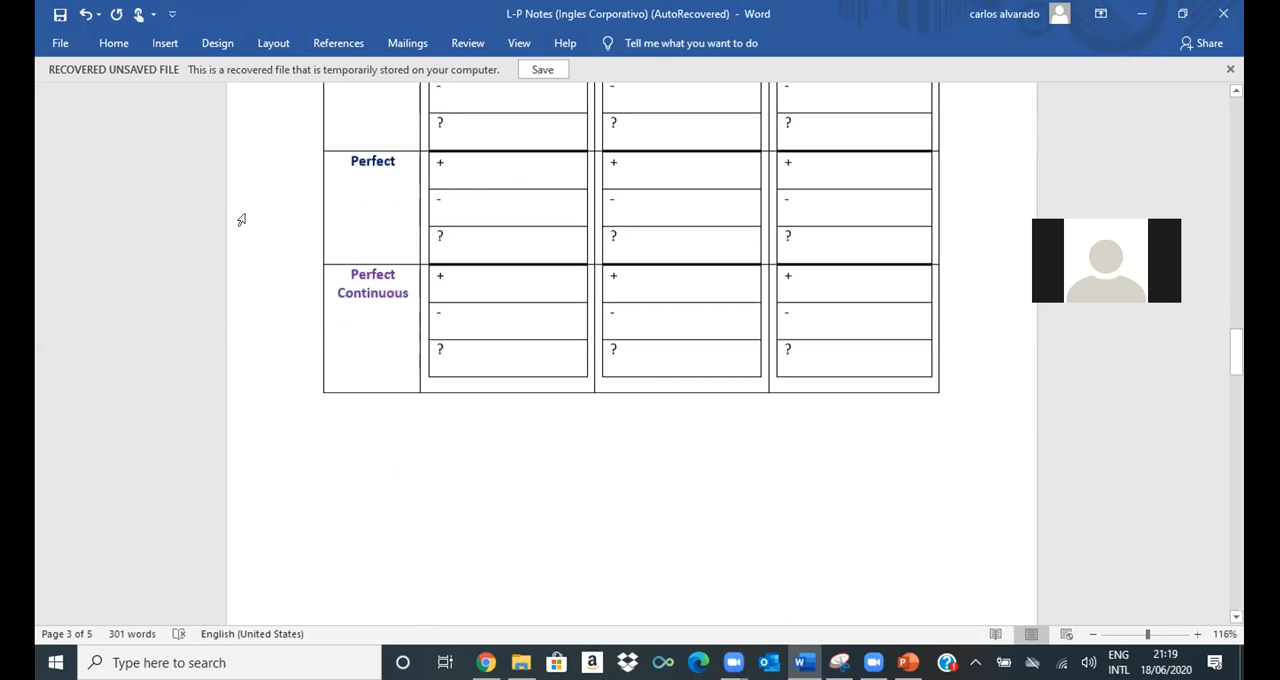 L-P Notes (Ingles Corporativo) (AutoRecovered) - Word
carlos alvarado
File Home Insert Design Layout References Mailings Review View Help Tell me what you want to do Share
RECOVERED UNSAVED FILE This is a recovered file that is temporarily stored on your computer. Save
- - -
? ? ?
Perfect + + +
- - -
? ? ?
Perfect + + +
Continuous
- - -
? ? ?
Page 3 of 5 301 words English (United States) 116%
Type here to search
ENG 21:19
INTL 18/06/2020